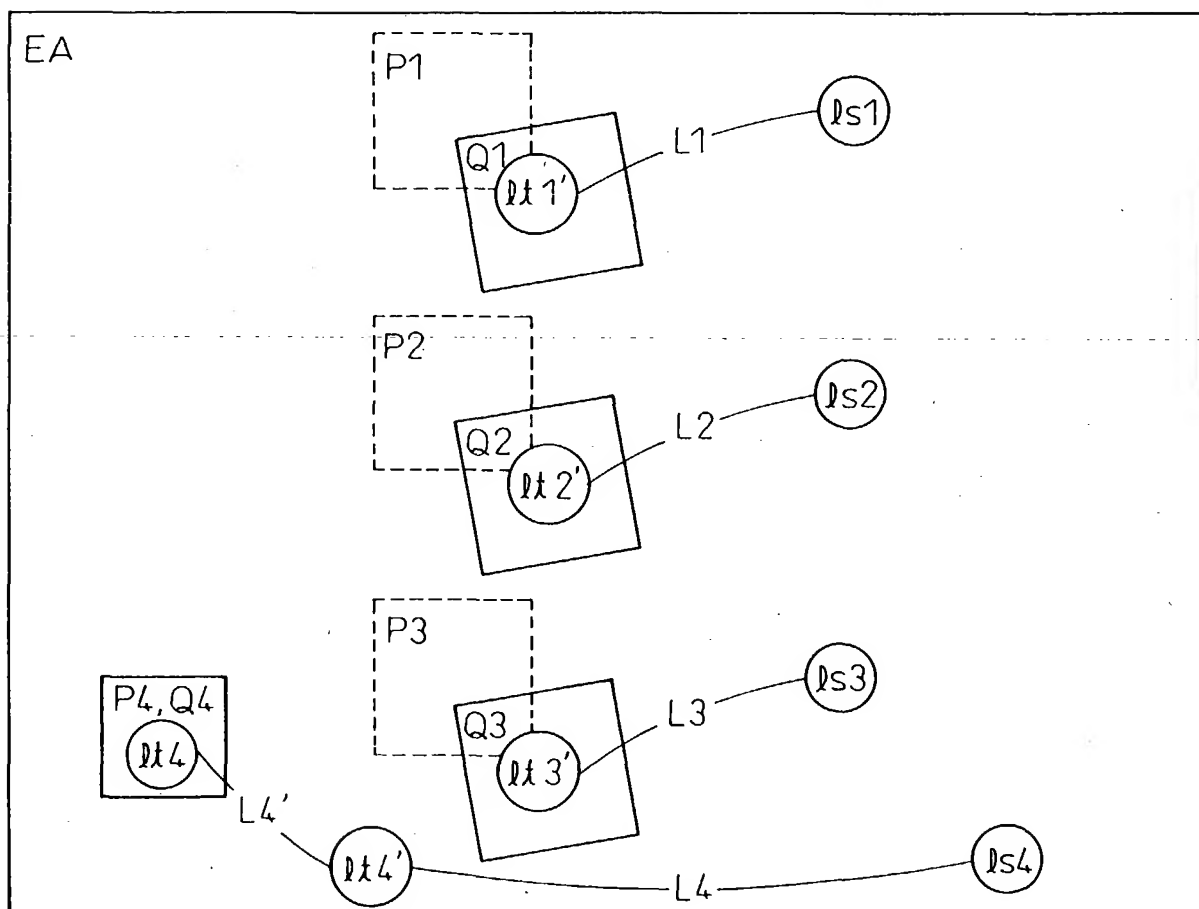 EA
P1
ls1
L1
Q1
lt1'
P2
ls2
L2
Q2
lt2'
P3
ls3
L3
P4, Q4
Q3
lt4
lt3'
L4'
lt4'
ls4
L4